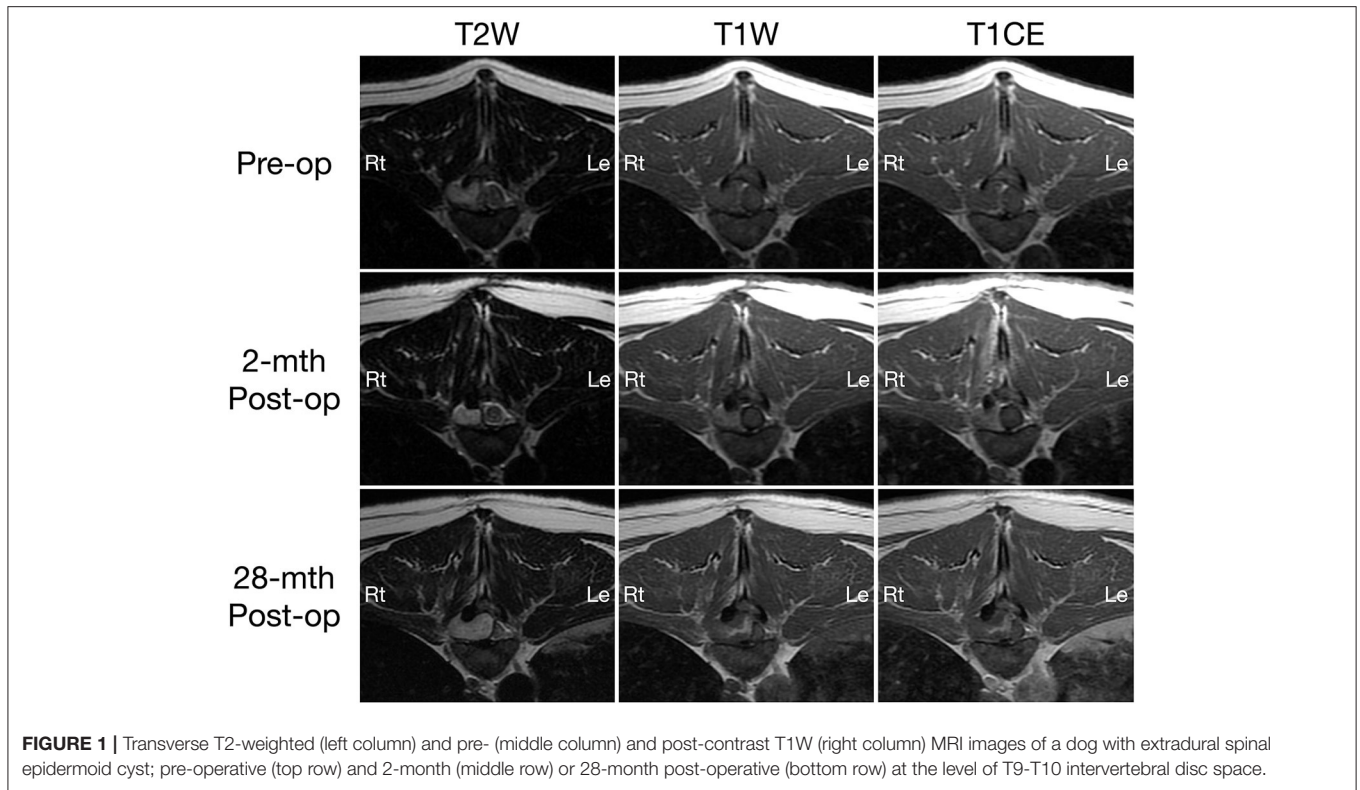 T2W T1W T1CE
Pre-op Rt Le Rt Le Rt Le
2-mth
Post-op Rt Le Rt Le Rt Le
28-mth
Post-op Rt Le Rt Le Rt Le
FIGURE 1 | Transverse T2-weighted (left column) and pre- (middle column) and post-contrast T1W (right column) MRI images of a dog with extradural spinal
epidermoid cyst; pre-operative (top row) and 2-month (middle row) or 28-month post-operative (bottom row) at the level of T9-T10 intervertebral disc space.